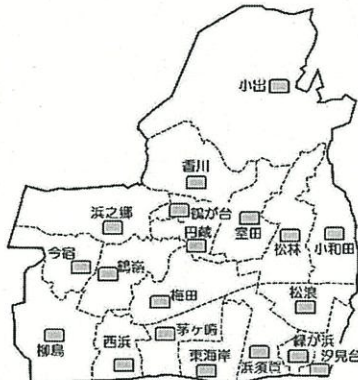 小出
香川
浜之郷
鶴が台
円蔵
室田
松林
小和田
今宿
鶴嶺
梅田
松浪
柳島
西浜
茅ヶ崎
東海岸
浜須賀
緑が浜
汐見台